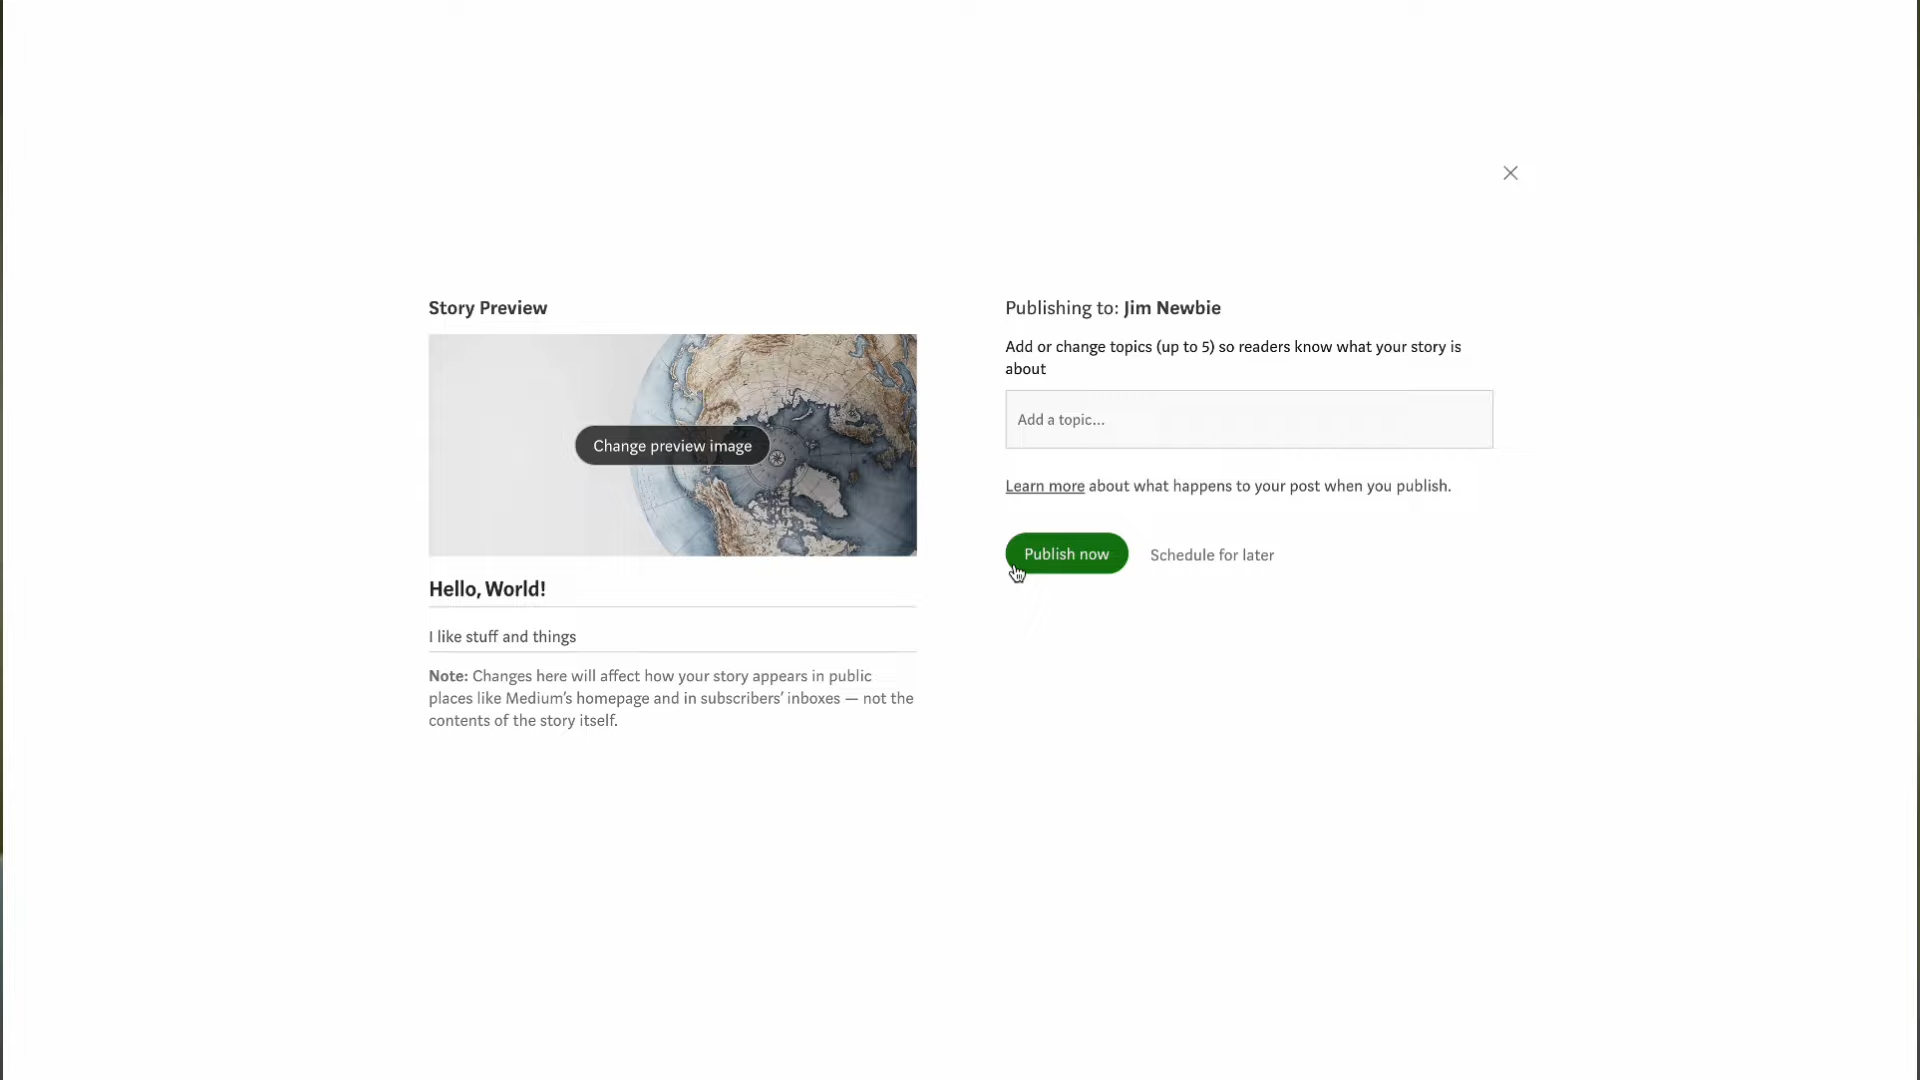 Story Preview
Change preview image
Hello, World!
I like stuff and things
Note: Changes here will affect how your story appears in public
places like Medium’s homepage and in subscribers’ inboxes — not the
contents of the story itself.
Publishing to: Jim Newbie
Add or change topics (up to 5) so readers know what your story is
about
Add a topic...
Learn more about what happens to your post when you publish.
Publish now
Schedule for later